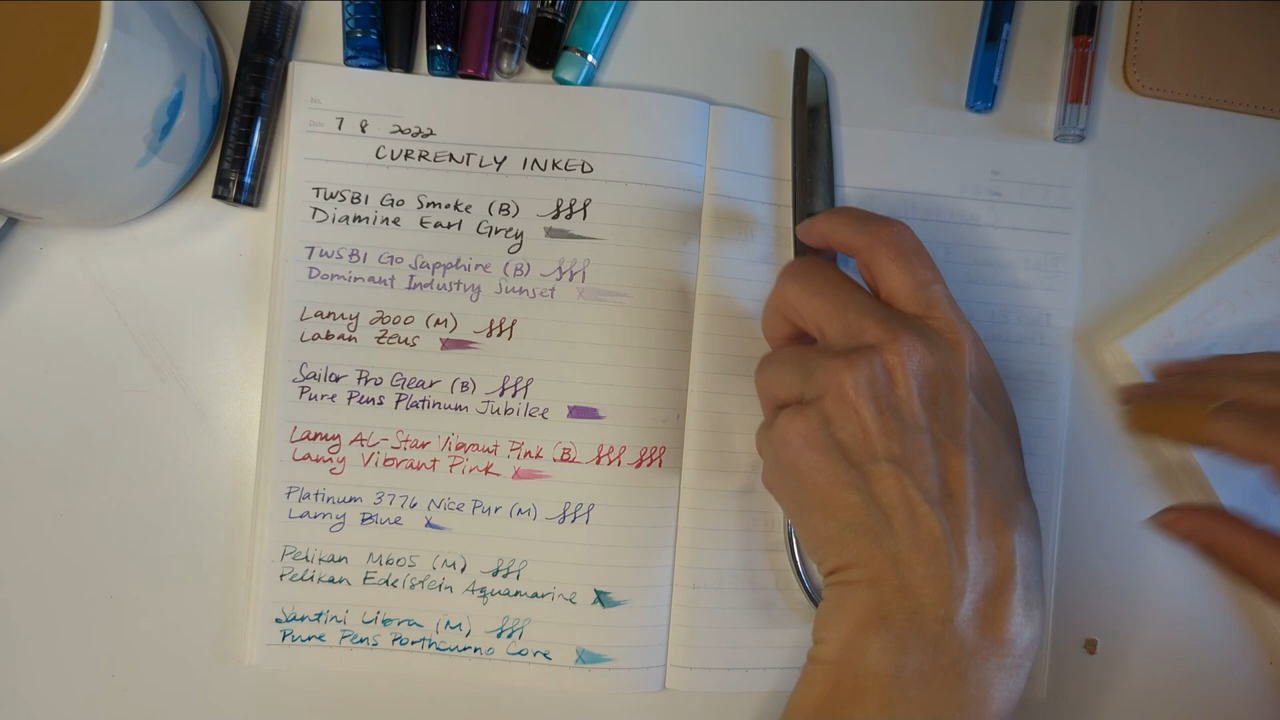 No.
Date 7 8 2022
CURRENTLY INKED
TWSBI Go Smoke (B)
Diamine Earl Grey
TWSBI Go Sapphire (B)
Dominant Industry Sunset
Lamy 2000 (M)
Laban Zeus
Sailor Pro Gear (B)
Pure Pens Platinum Jubilee
Lamy AL-Star Vibrant Pink (B)
Lamy Vibrant Pink
Platinum 3776 Nice Pur (M)
Lamy Blue
Pelikan M605 (M)
Pelikan Edelstein Aquamarine
Santini Libra (M)
Pure Pens Porthcurno Cove